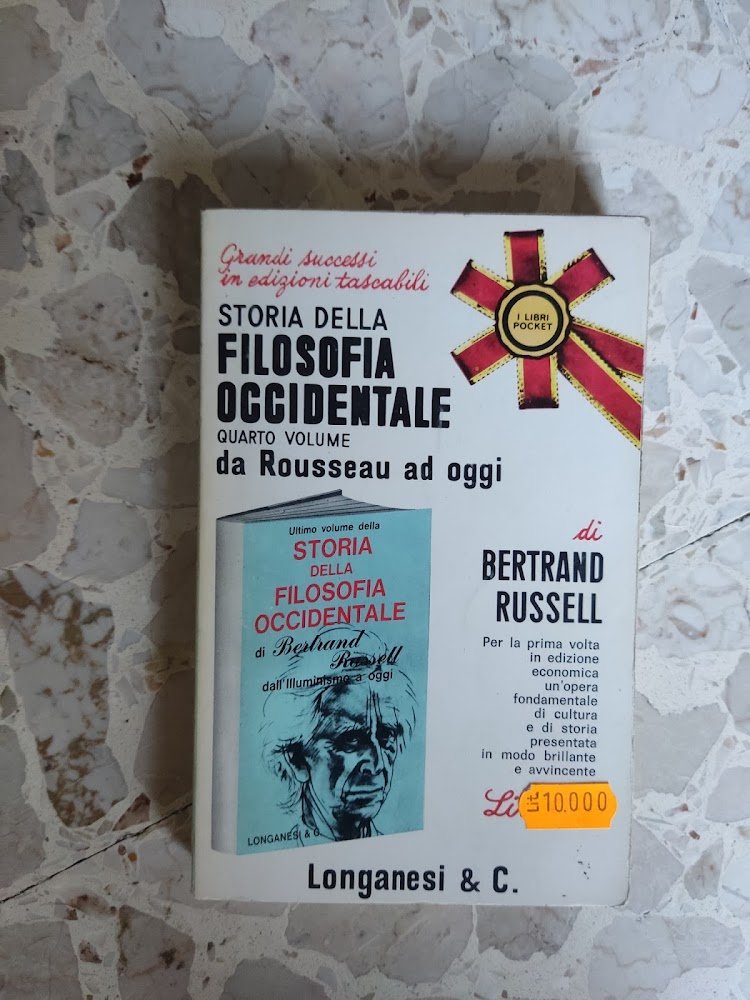 Grandi successi
in edizioni tascabili
I LIBRI
POCKET
STORIA DELLA
FILOSOFIA
OCCIDENTALE
QUARTO VOLUME
da Rousseau ad oggi
Ultimo volume della
STORIA
DELLA
FILOSOFIA
OCCIDENTALE
di Bertrand
Russell
dall'Illuminismo a oggi
LONGANESI & C.
di
BERTRAND
RUSSELL
Per la prima volta
in edizione
economica
un'opera
fondamentale
di cultura
e di storia
presentata
in modo brillante
e avvincente
Lit. 10.000
Longanesi & C.